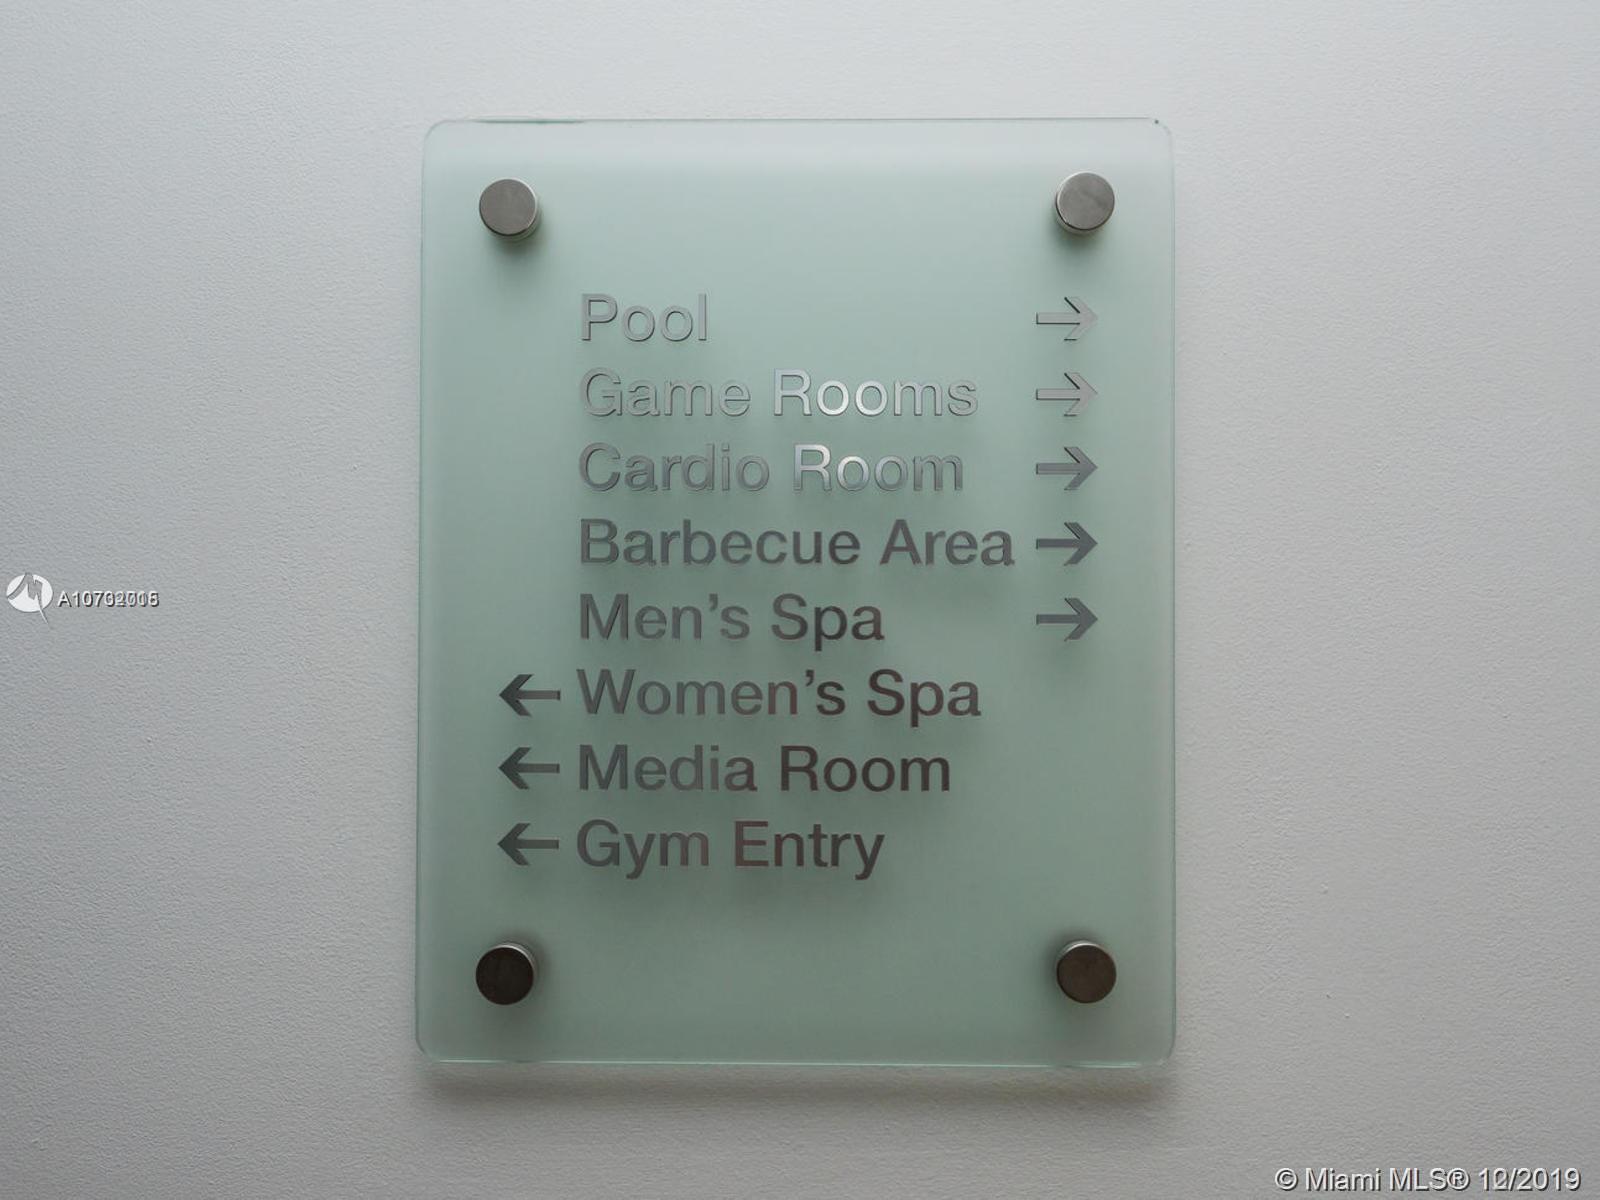 Pool →
Game Rooms →
Cardio Room →
Barbecue Area →
Men's Spa →
← Women's Spa
← Media Room
← Gym Entry
© Miami MLS® 12/2019